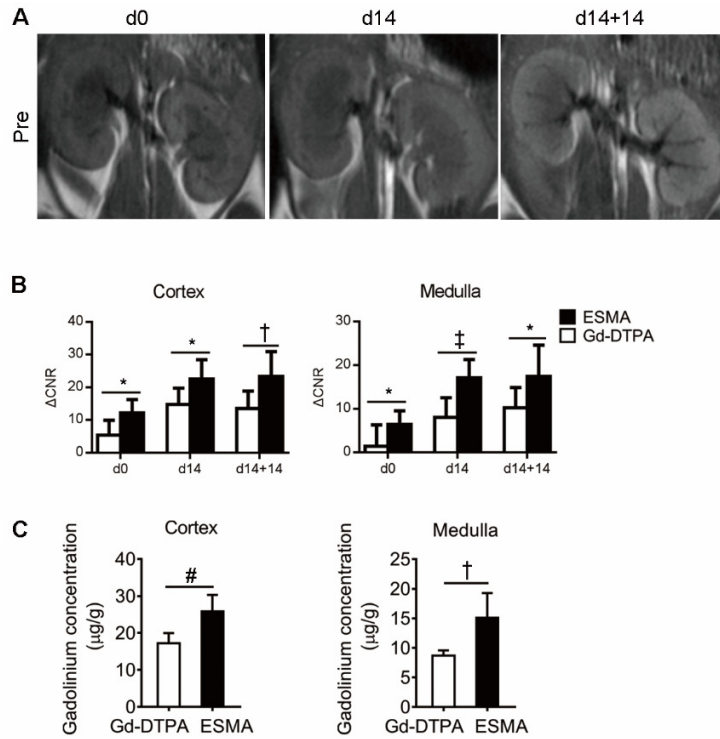 A
d0
d14
d14+14
Pre
B
Cortex
ΔCNR
40
30
20
10
0
*
*
†
d0
d14
d14+14
Medulla
ΔCNR
30
20
10
0
*
‡
*
d0
d14
d14+14
ESMA
Gd-DTPA
C
Cortex
Gadolinium concentration
(μg/g)
40
30
20
10
0
#
Gd-DTPA
ESMA
Medulla
Gadolinium concentration
(μg/g)
25
20
15
10
5
0
†
Gd-DTPA
ESMA